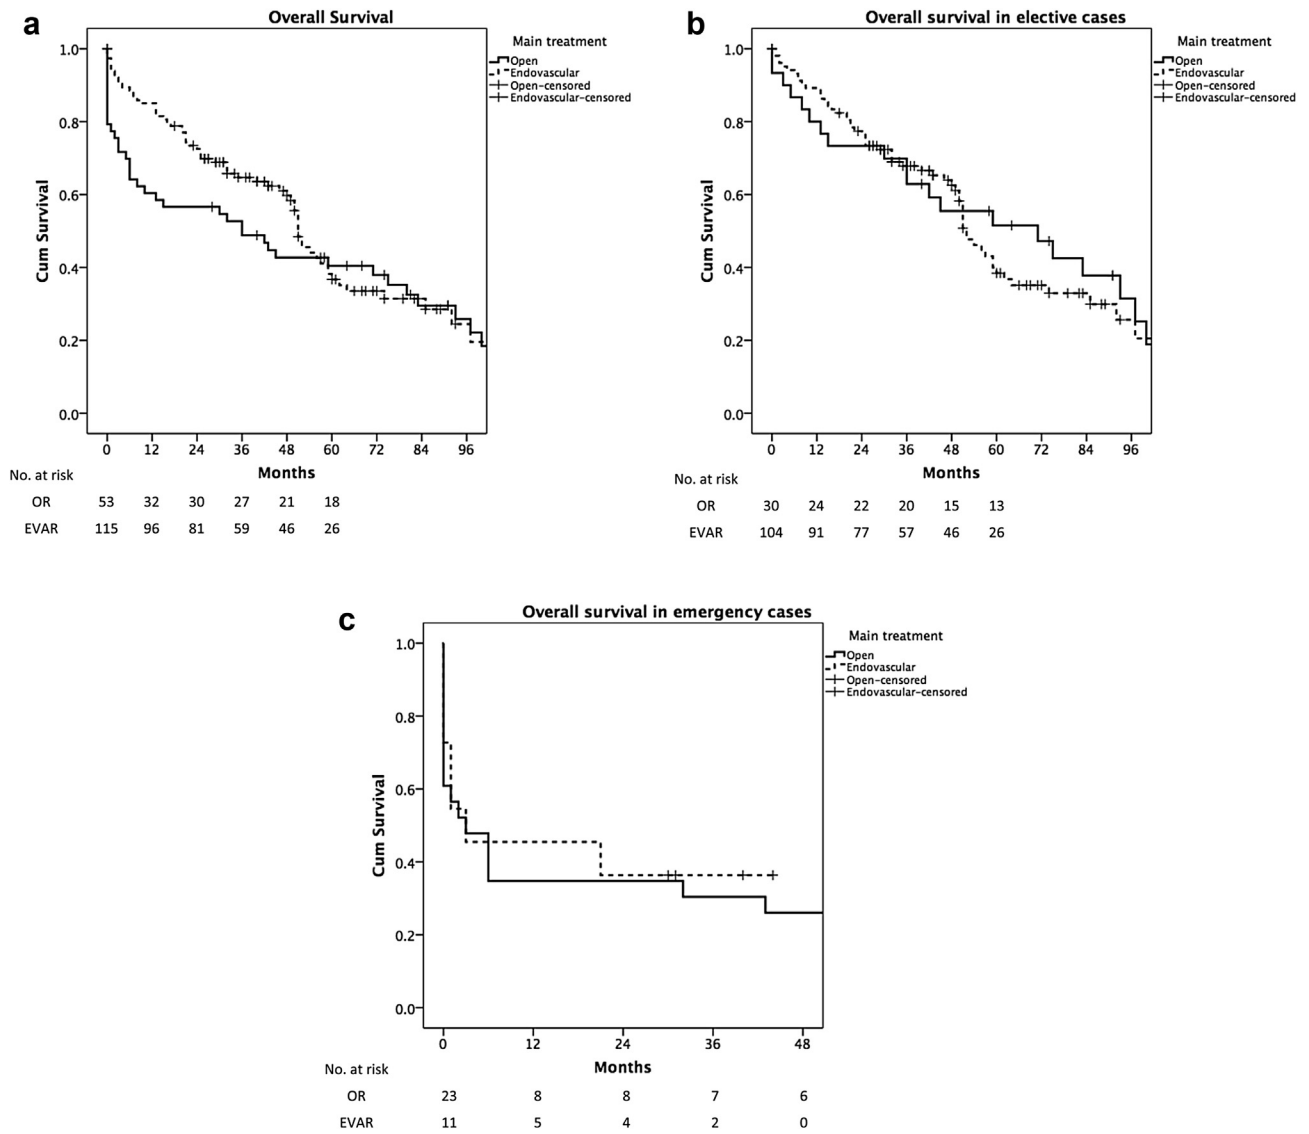 a
Overall Survival
Main treatment
Open
Endovascular
Open-censored
Endovascular-censored
Cum Survival
1.0
0.8
0.6
0.4
0.2
0.0
0 12 24 36 48 60 72 84 96
Months
No. at risk
OR 53 32 30 27 21 18
EVAR 115 96 81 59 46 26
b
Overall survival in elective cases
Main treatment
Open
Endovascular
Open-censored
Endovascular-censored
Cum Survival
1.0
0.8
0.6
0.4
0.2
0.0
0 12 24 36 48 60 72 84 96
Months
No. at risk
OR 30 24 22 20 15 13
EVAR 104 91 77 57 46 26
c
Overall survival in emergency cases
Main treatment
Open
Endovascular
Open-censored
Endovascular-censored
Cum Survival
1.0
0.8
0.6
0.4
0.2
0.0
0 12 24 36 48
Months
No. at risk
OR 23 8 8 7 6
EVAR 11 5 4 2 0